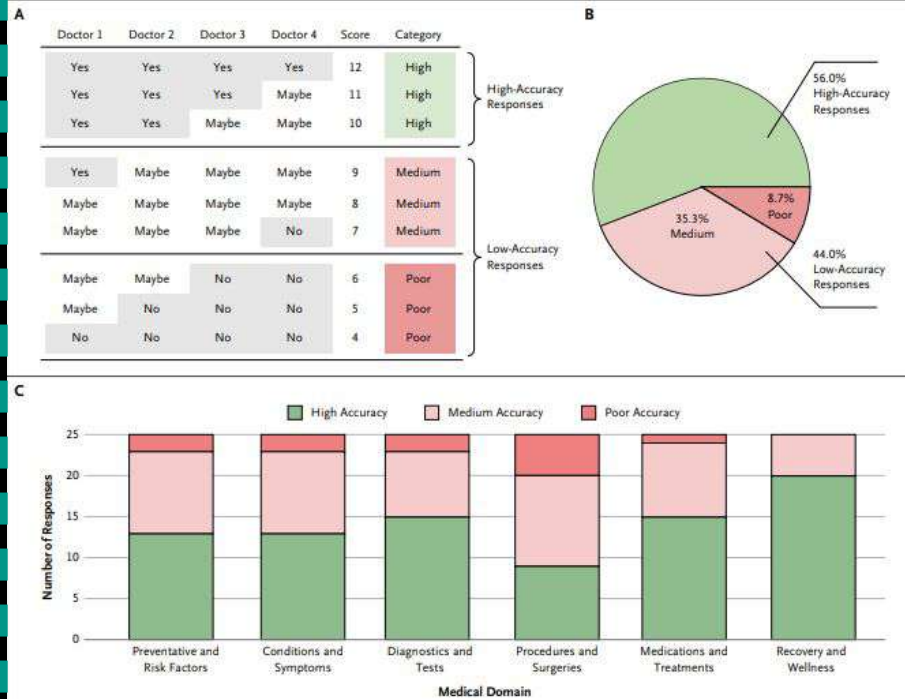 A
Doctor 1 Doctor 2 Doctor 3 Doctor 4 Score Category
Yes Yes Yes Yes 12 High
Yes Yes Yes Maybe 11 High
Yes Yes Maybe Maybe 10 High
High-Accuracy
Responses
Yes Maybe Maybe Maybe 9 Medium
Maybe Maybe Maybe Maybe 8 Medium
Maybe Maybe Maybe No 7 Medium
Low-Accuracy
Responses
Maybe Maybe No No 6 Poor
Maybe No No No 5 Poor
No No No No 4 Poor
B
56.0%
High-Accuracy
Responses
8.7%
Poor
35.3%
Medium
44.0%
Low-Accuracy
Responses
C
High Accuracy Medium Accuracy Poor Accuracy
Number of Responses
25
20
15
10
5
0
Preventative and
Risk Factors
Conditions and
Symptoms
Diagnostics and
Tests
Procedures and
Surgeries
Medications and
Treatments
Recovery and
Wellness
Medical Domain